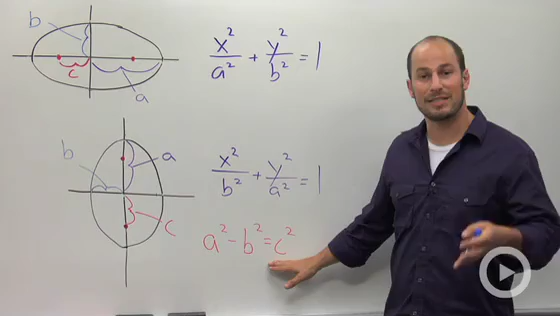 b
c
a
x²/a² + y²/b² = 1
b
a
c
x²/b² + y²/a² = 1
a² - b² = c²